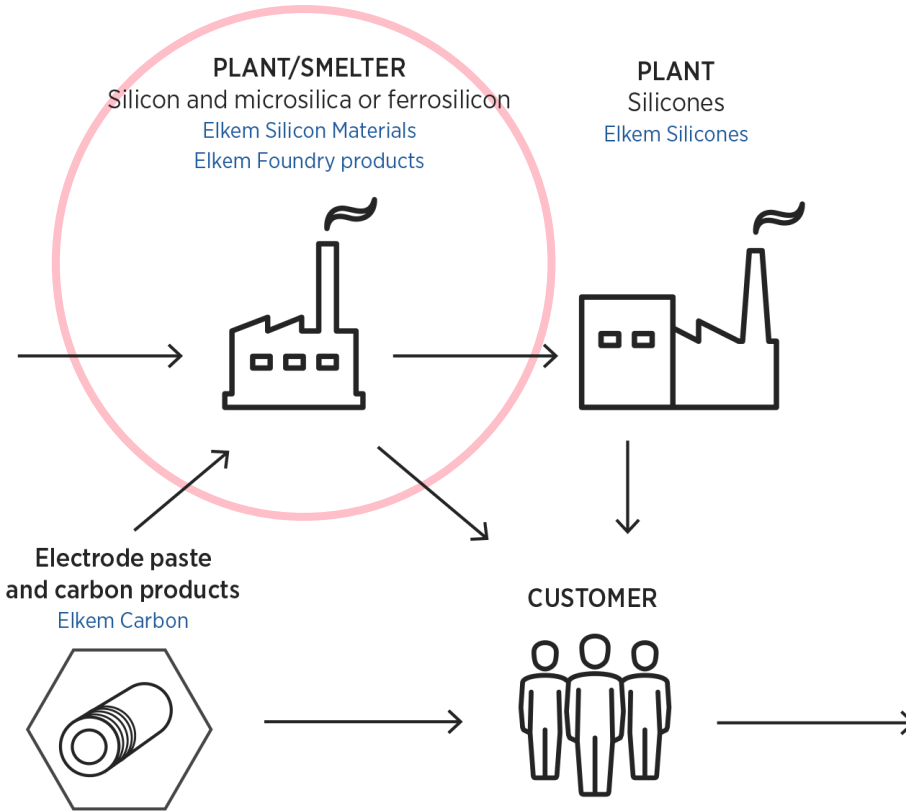 PLANT/SMELTER
Silicon and microsilica or ferrosilicon
Elkem Silicon Materials
Elkem Foundry products
PLANT
Silicones
Elkem Silicones
Electrode paste
and carbon products
Elkem Carbon
CUSTOMER